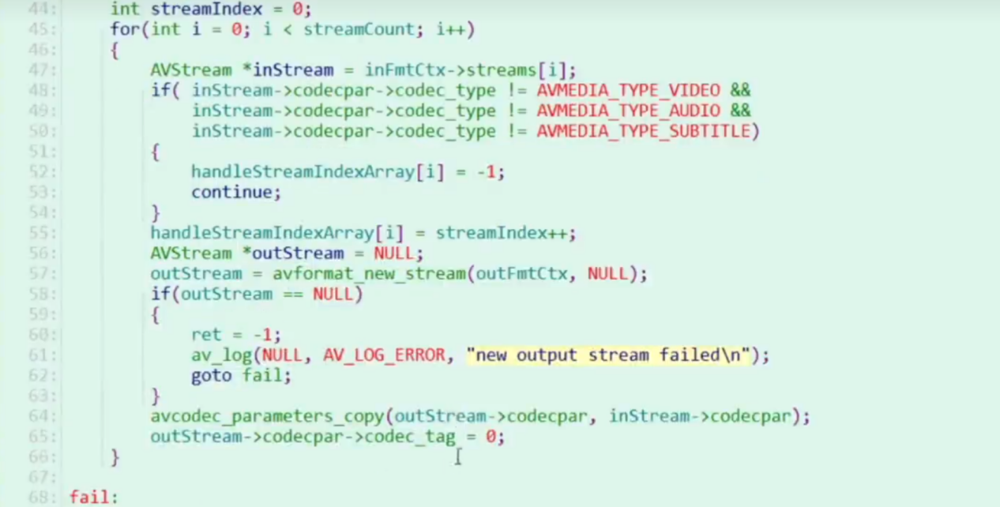 44: int streamIndex = 0;
45: for(int i = 0; i < streamCount; i++)
46: {
47: AVStream *inStream = inFmtCtx->streams[i];
48: if( inStream->codecpar->codec_type != AVMEDIA_TYPE_VIDEO &&
49: inStream->codecpar->codec_type != AVMEDIA_TYPE_AUDIO &&
50: inStream->codecpar->codec_type != AVMEDIA_TYPE_SUBTITLE)
51: {
52: handleStreamIndexArray[i] = -1;
53: continue;
54: }
55: handleStreamIndexArray[i] = streamIndex++;
56: AVStream *outStream = NULL;
57: outStream = avformat_new_stream(outFmtCtx, NULL);
58: if(outStream == NULL)
59: {
60: ret = -1;
61: av_log(NULL, AV_LOG_ERROR, "new output stream failed\n");
62: goto fail;
63: }
64: avcodec_parameters_copy(outStream->codecpar, inStream->codecpar);
65: outStream->codecpar->codec_tag = 0;
66: }
67:
68: fail: